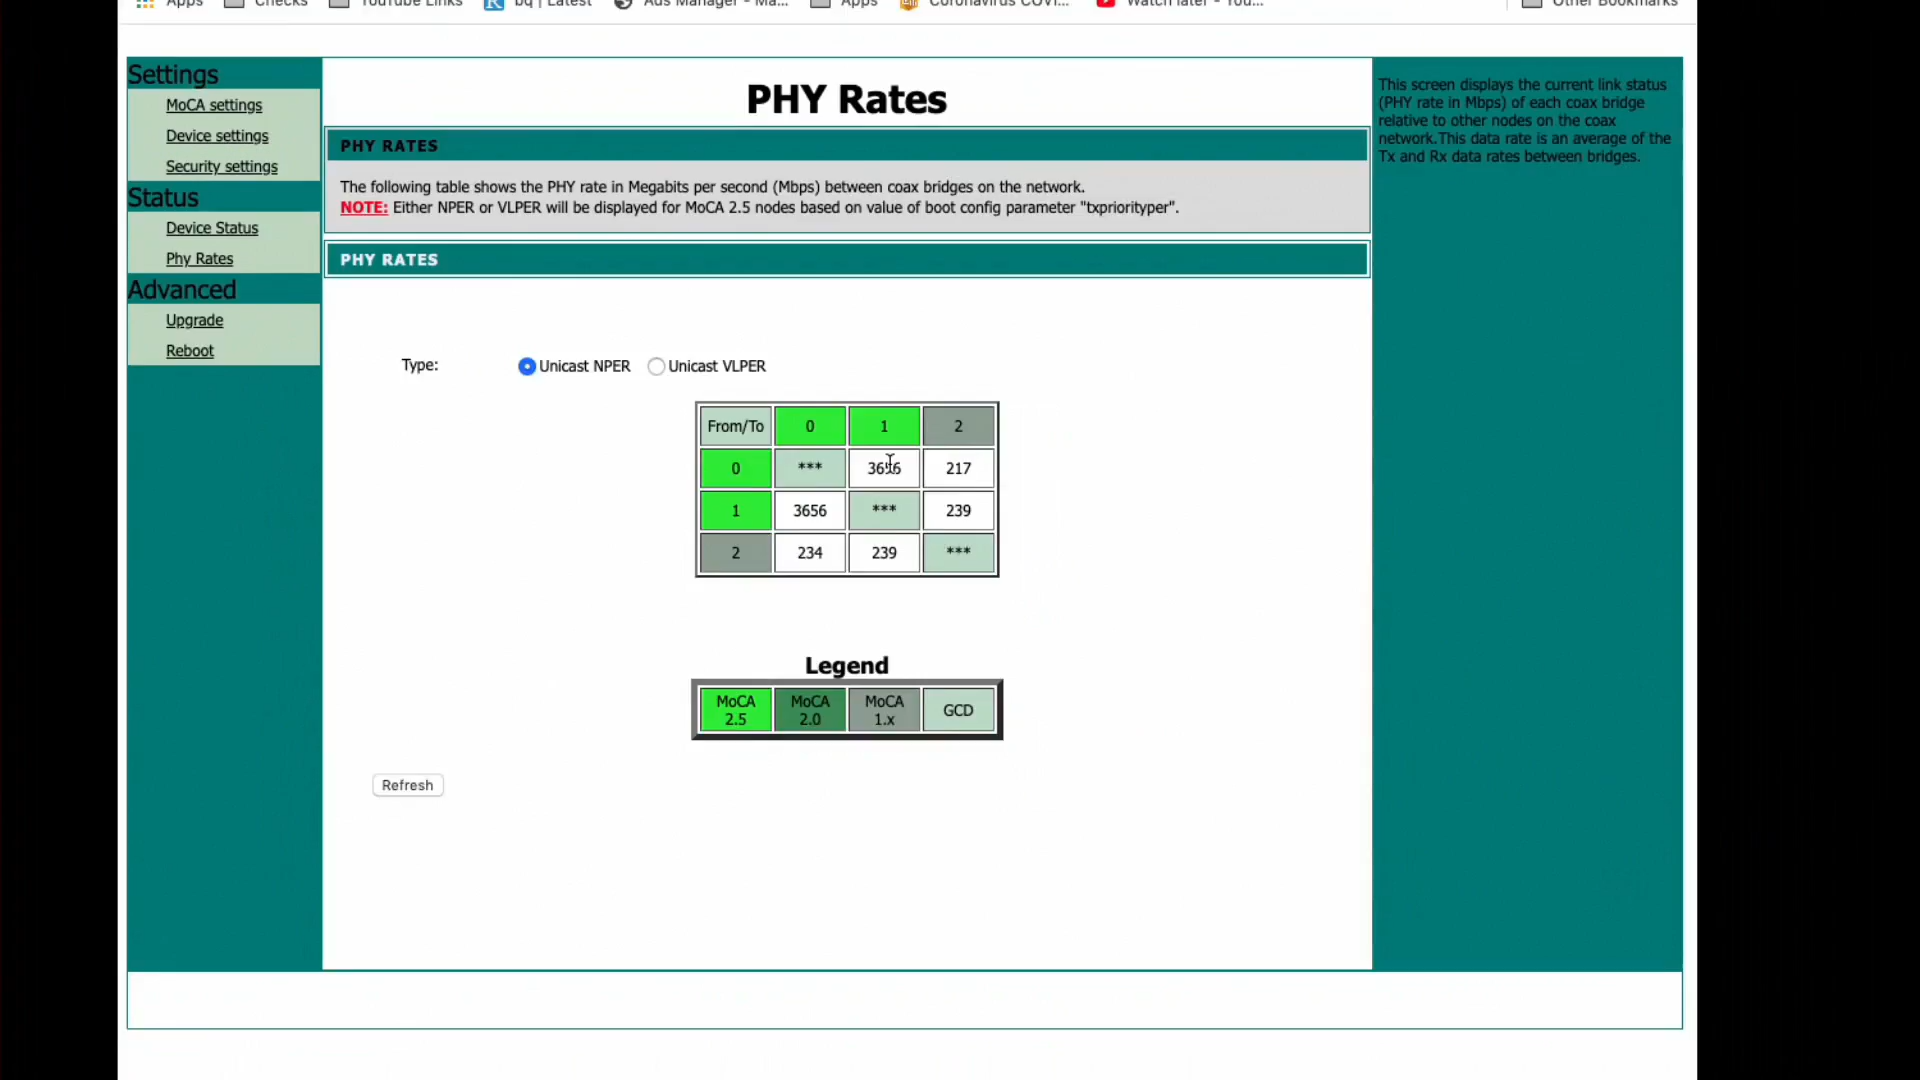 Apps Checks YouTube Links bq | Latest Ads Manager - Ma... Apps Coronavirus COVI... Watch later - You... Other Bookmarks
Settings
MoCA settings
Device settings
Security settings
Status
Device Status
Phy Rates
Advanced
Upgrade
Reboot
PHY Rates
PHY RATES
The following table shows the PHY rate in Megabits per second (Mbps) between coax bridges on the network.
NOTE: Either NPER or VLPER will be displayed for MoCA 2.5 nodes based on value of boot config parameter "txpriorityper".
PHY RATES
Type: Unicast NPER Unicast VLPER
From/To 0 1 2
0 *** 217
1 3656 *** 239
2 234 239 ***
Legend
MoCA 2.5 MoCA 2.0 MoCA 1.x GCD
Refresh
This screen displays the current link status
(PHY rate in Mbps) of each coax bridge
relative to other nodes on the coax
network.This data rate is an average of the
Tx and Rx data rates between bridges.